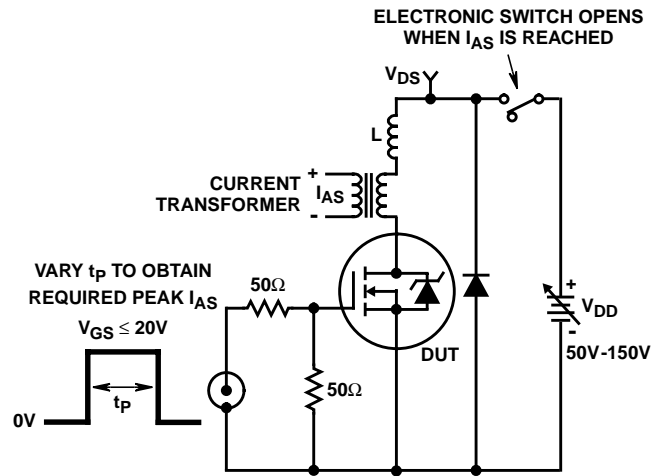 ELECTRONIC SWITCH OPENS
WHEN IAS IS REACHED
VDS
L
+
CURRENT
TRANSFORMER
IAS
-
VARY tP TO OBTAIN
REQUIRED PEAK IAS
50Ω
VGS ≤ 20V
DUT
+
VDD
-
50V-150V
50Ω
0V
tP